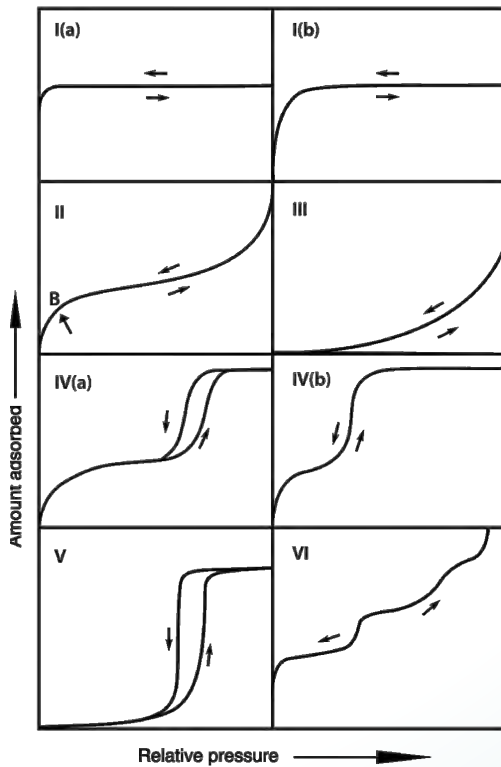 I(a)
I(b)
II
III
B
IV(a)
IV(b)
V
VI
Amount adsorbed
Relative pressure